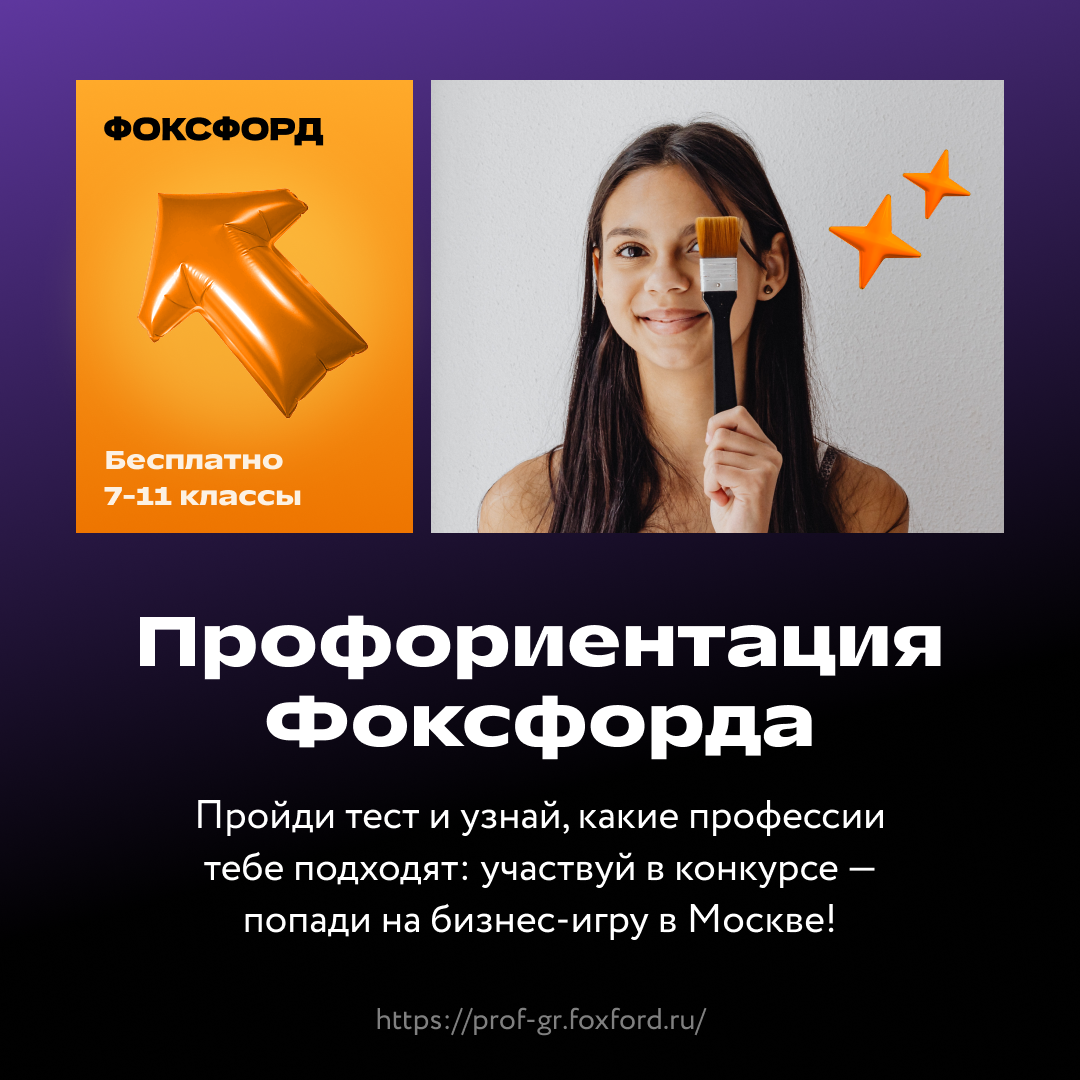 ФОКСФОРД
Бесплатно
7-11 классы
Профориентация
Фоксфорда
Пройди тест и узнай, какие профессии
тебе подходят: участвуй в конкурсе —
попади на бизнес-игру в Москве!
https://prof-gr.foxford.ru/